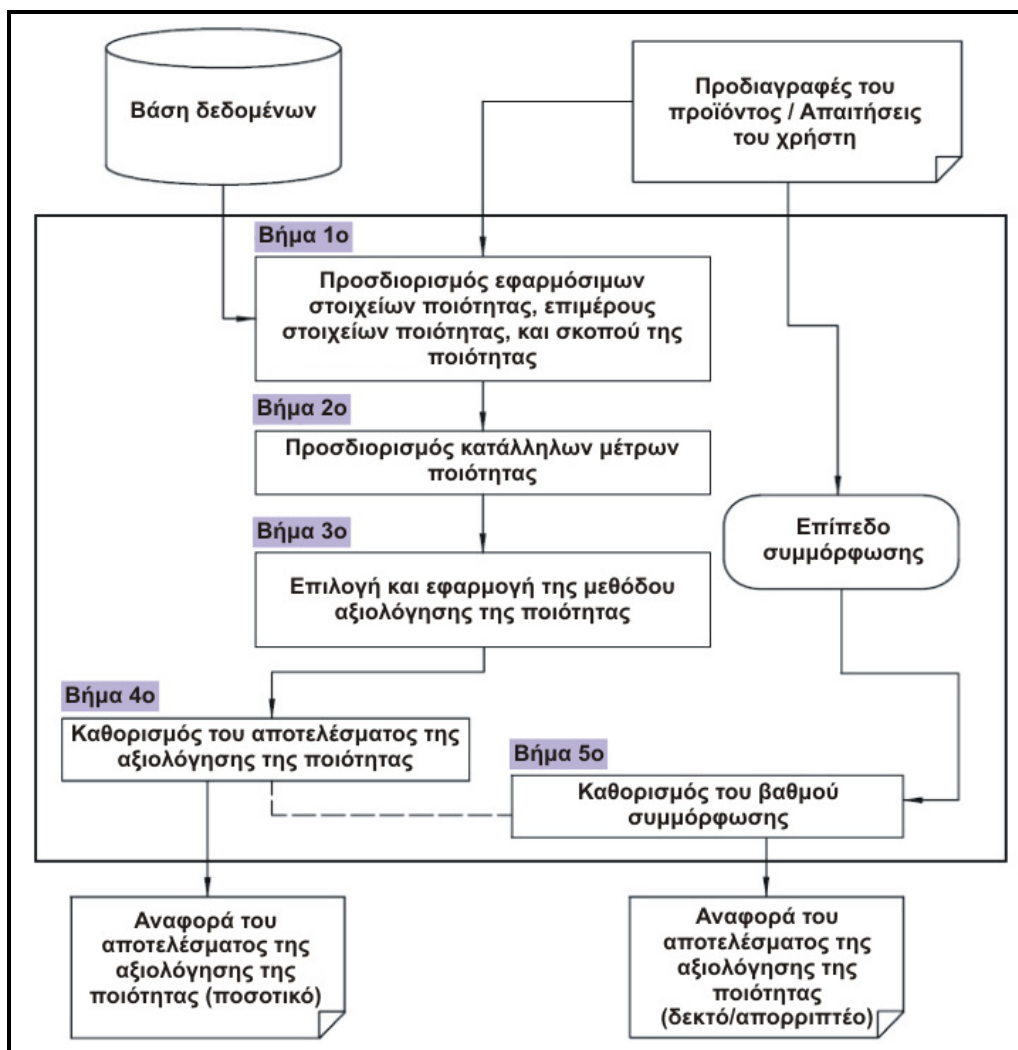 Βάση δεδομένων
Προδιαγραφές του
προϊόντος / Απαιτήσεις
του χρήστη
Βήμα 1ο
Προσδιορισμός εφαρμόσιμων
στοιχείων ποιότητας, επιμέρους
στοιχείων ποιότητας, και σκοπού της
ποιότητας
Βήμα 2ο
Προσδιορισμός κατάλληλων μέτρων
ποιότητας
Βήμα 3ο
Επιλογή και εφαρμογή της μεθόδου
αξιολόγησης της ποιότητας
Επίπεδο
συμμόρφωσης
Βήμα 4ο
Καθορισμός του αποτελέσματος της
αξιολόγησης της ποιότητας
Βήμα 5ο
Καθορισμός του βαθμού
συμμόρφωσης
Αναφορά του
αποτελέσματος της
αξιολόγησης της
ποιότητας (ποσοτικό)
Αναφορά του
αποτελέσματος της
αξιολόγησης της
ποιότητας
(δεκτό/απορριπτέο)